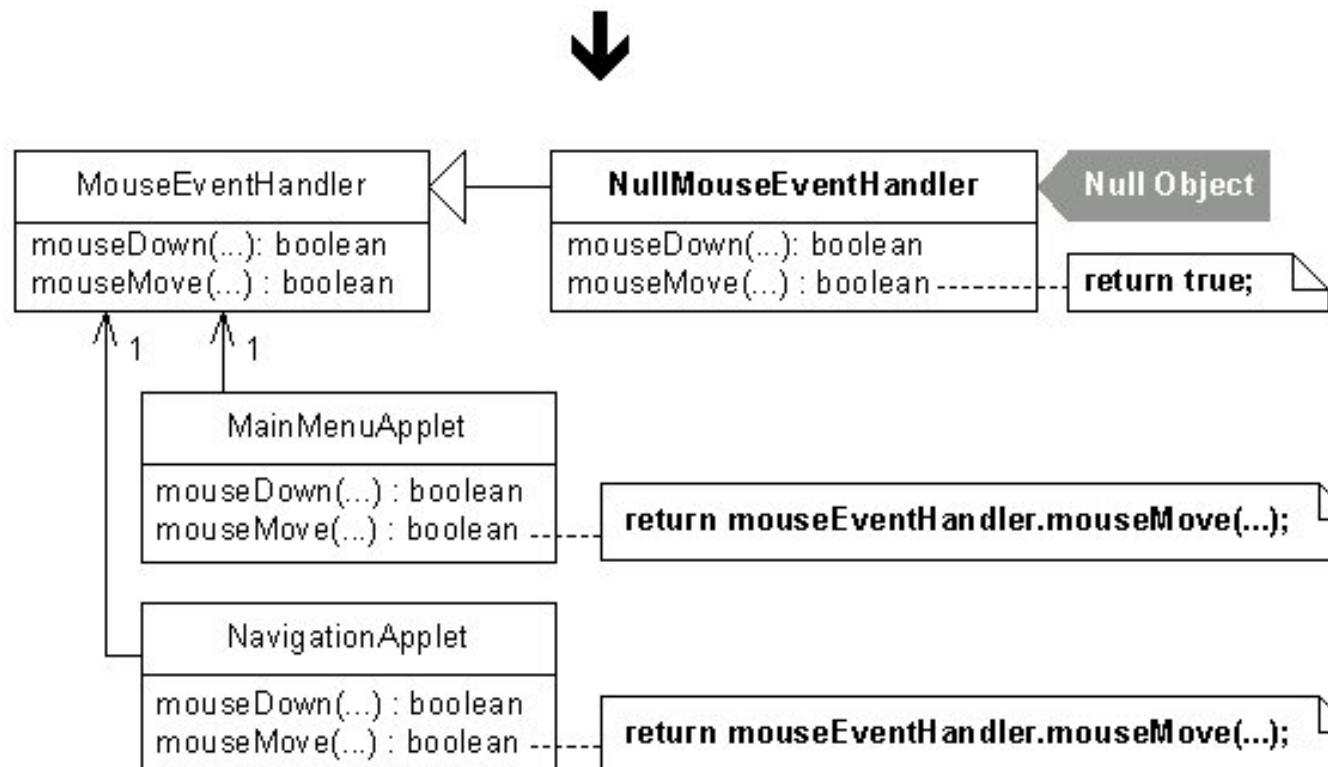 MouseEventHandler
mouseDown(...): boolean
mouseMove(...) : boolean
NullMouseEventHandler
mouseDown(...): boolean
mouseMove(...) : boolean
Null Object
return true;
1
1
MainMenuApplet
mouseDown(...) : boolean
mouseMove(...) : boolean
return mouseEventHandler.mouseMove(...);
NavigationApplet
mouseDown(...) : boolean
mouseMove(...) : boolean
return mouseEventHandler.mouseMove(...);